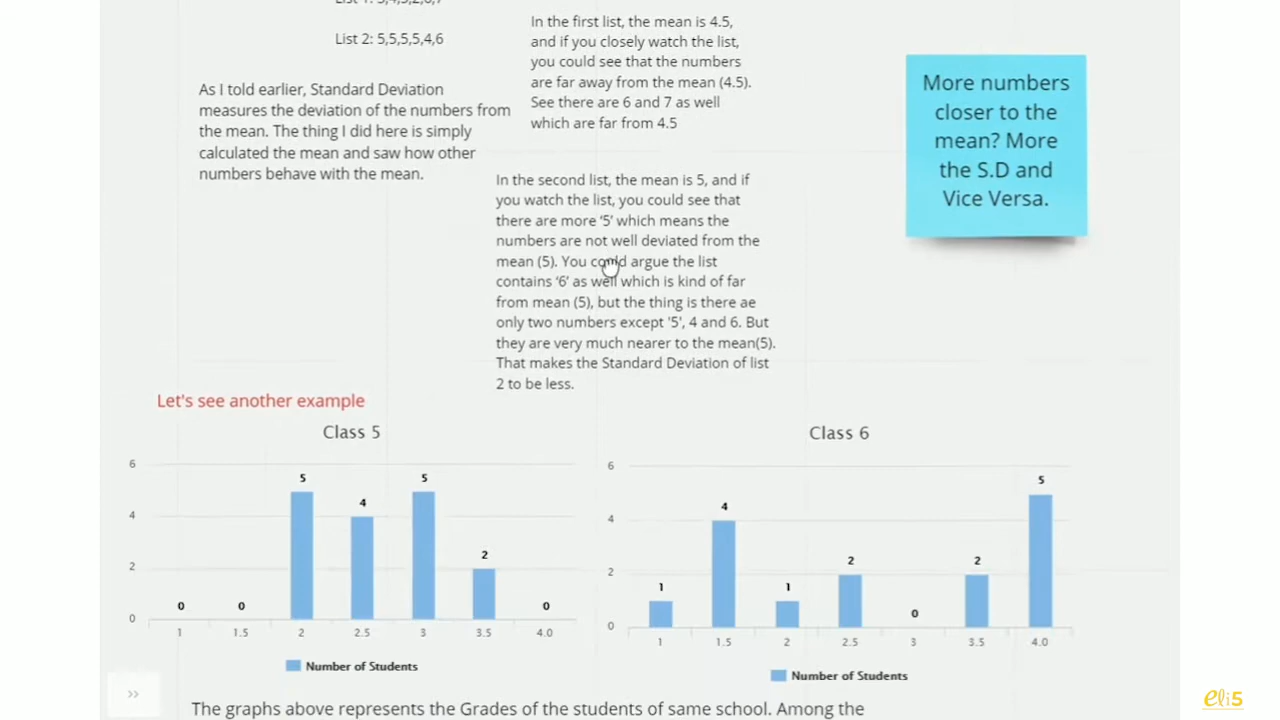 List 2: 5,5,5,5,4,6
As I told earlier, Standard Deviation
measures the deviation of the numbers from
the mean. The thing I did here is simply
calculated the mean and saw how other
numbers behave with the mean.
In the first list, the mean is 4.5,
and if you closely watch the list,
you could see that the numbers
are far away from the mean (4.5).
See there are 6 and 7 as well
which are far from 4.5
In the second list, the mean is 5, and if
you watch the list, you could see that
there are more ‘5’ which means the
numbers are not well deviated from the
mean (5). You could argue the list
contains ‘6’ as well which is kind of far
from mean (5), but the thing is there ae
only two numbers except '5', 4 and 6. But
they are very much nearer to the mean(5).
That makes the Standard Deviation of list
2 to be less.
More numbers
closer to the
mean? More
the S.D and
Vice Versa.
Let's see another example
Class 5
6
4
2
0
0
0
5
4
5
2
0
1
1.5
2
2.5
3
3.5
4.0
Number of Students
Class 6
6
4
2
0
1
4
1
2
0
2
5
1
1.5
2
2.5
3
3.5
4.0
Number of Students
>>
The graphs above represents the Grades of the students of same school. Among the
eli5